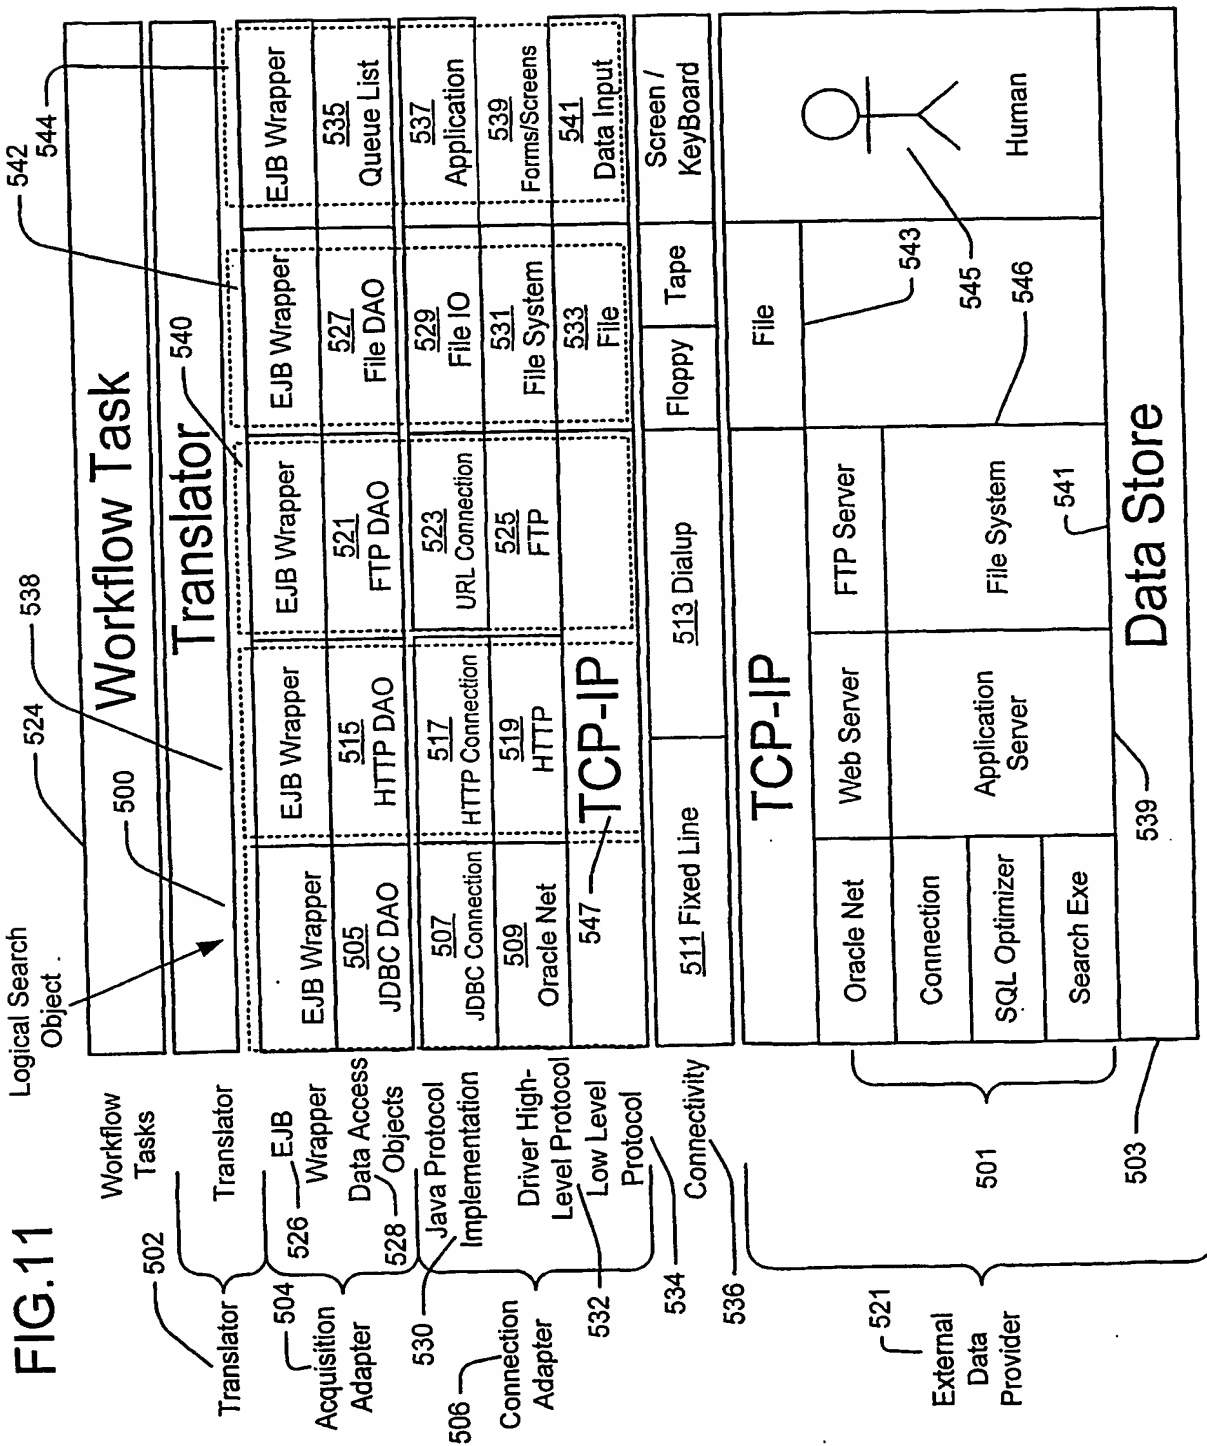 FIG.11
Logical Search
Object
500
524
538
540
542
544
Workflow
Tasks
Workflow Task
502
Translator
Translator
Translator
504
Acquisition
Adapter
526
EJB
Wrapper
EJB Wrapper
EJB Wrapper
EJB Wrapper
EJB Wrapper
EJB Wrapper
528
Data Access
Objects
505
JDBC DAO
515
HTTP DAO
521
FTP DAO
527
File DAO
535
Queue List
506
Connection
Adapter
530
Java Protocol
Implementation
507
JDBC Connection
517
HTTP Connection
523
URL Connection
529
File IO
537
Application
532
Driver High-
Level Protocol
509
Oracle Net
519
HTTP
525
FTP
531
File System
539
Forms/Screens
534
Low Level
Protocol
547
TCP-IP
533
File
541
Data Input
536
Connectivity
511 Fixed Line
513 Dialup
Floppy
Tape
Screen /
KeyBoard
521
External
Data
Provider
TCP-IP
File
Oracle Net
Web Server
FTP Server
543
Connection
Application
Server
File System
545
546
Human
SQL Optimizer
Search Exe
501
541
539
503
Data Store